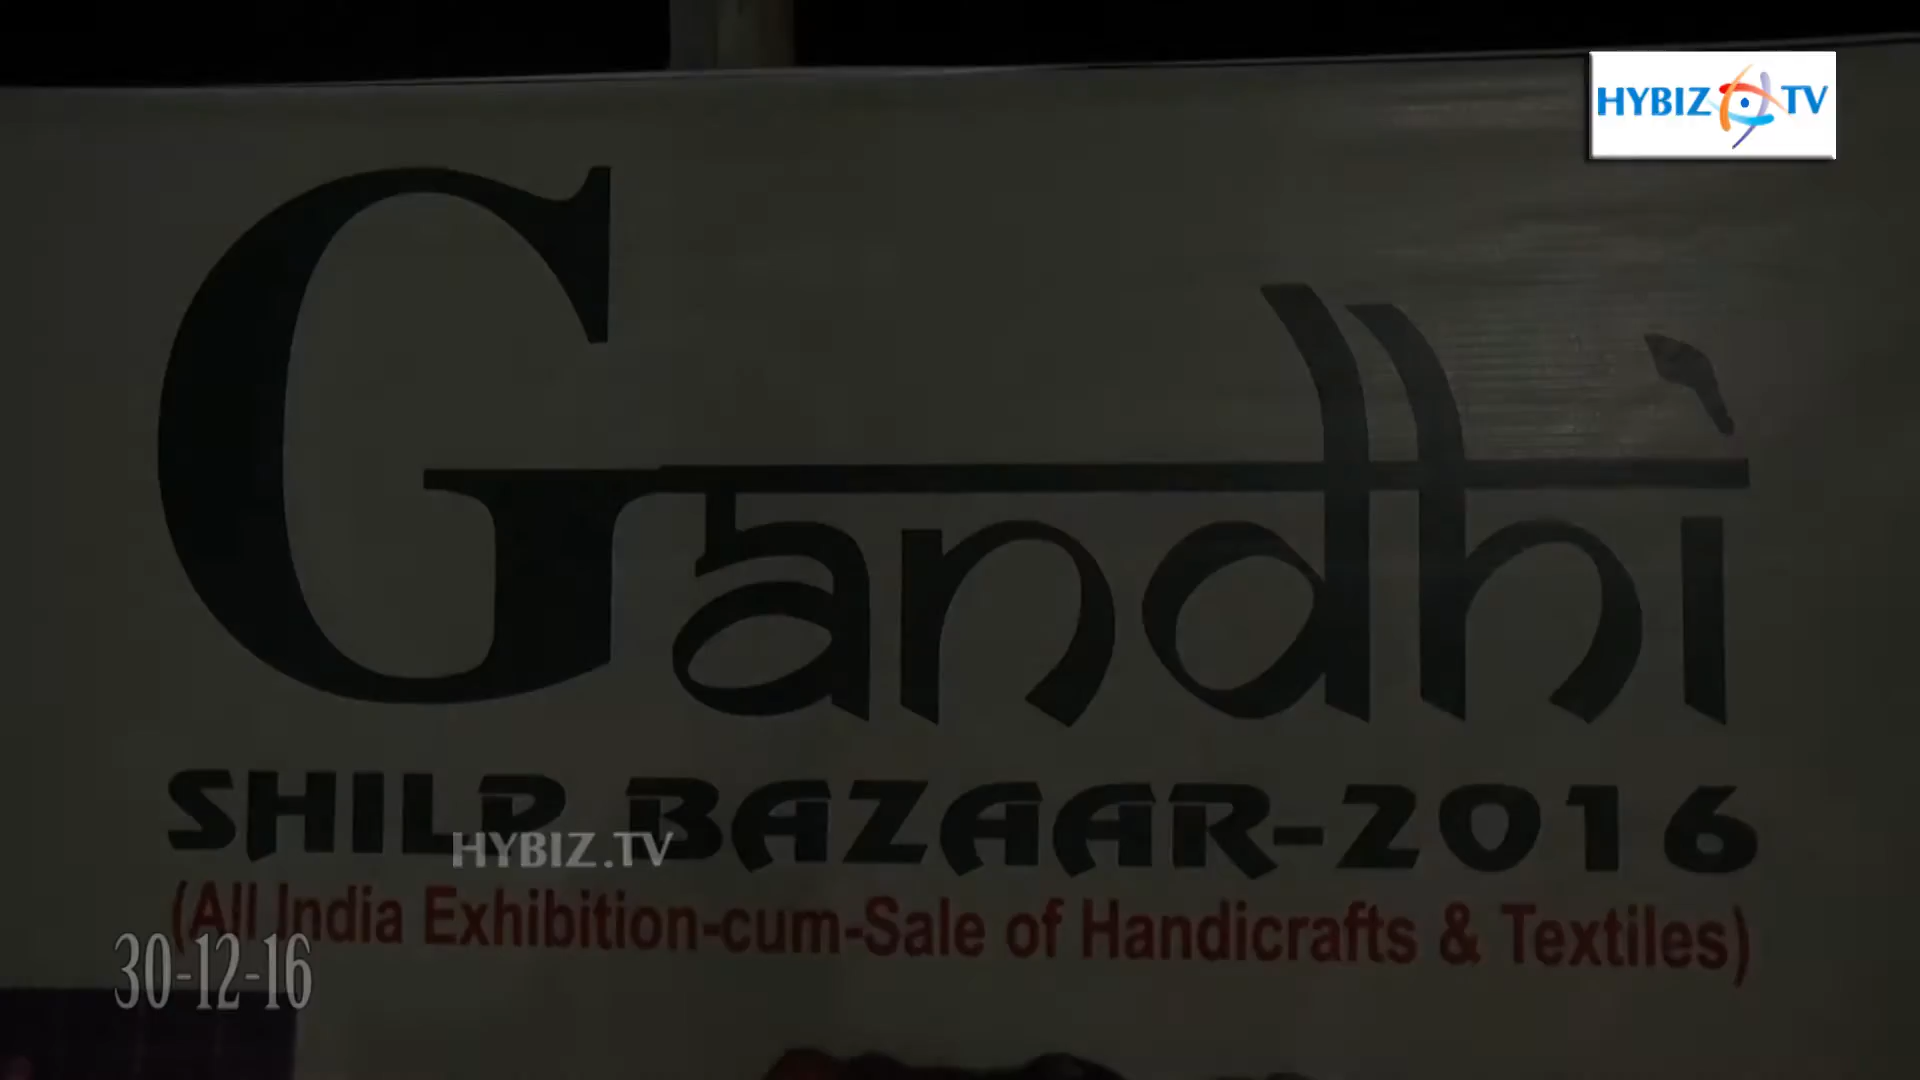 HYBIZ TV
Gandhi
SHILP BAZAAR-2016
HYBIZ.TV
(All India Exhibition-cum-Sale of Handicrafts & Textiles)
30-12-16